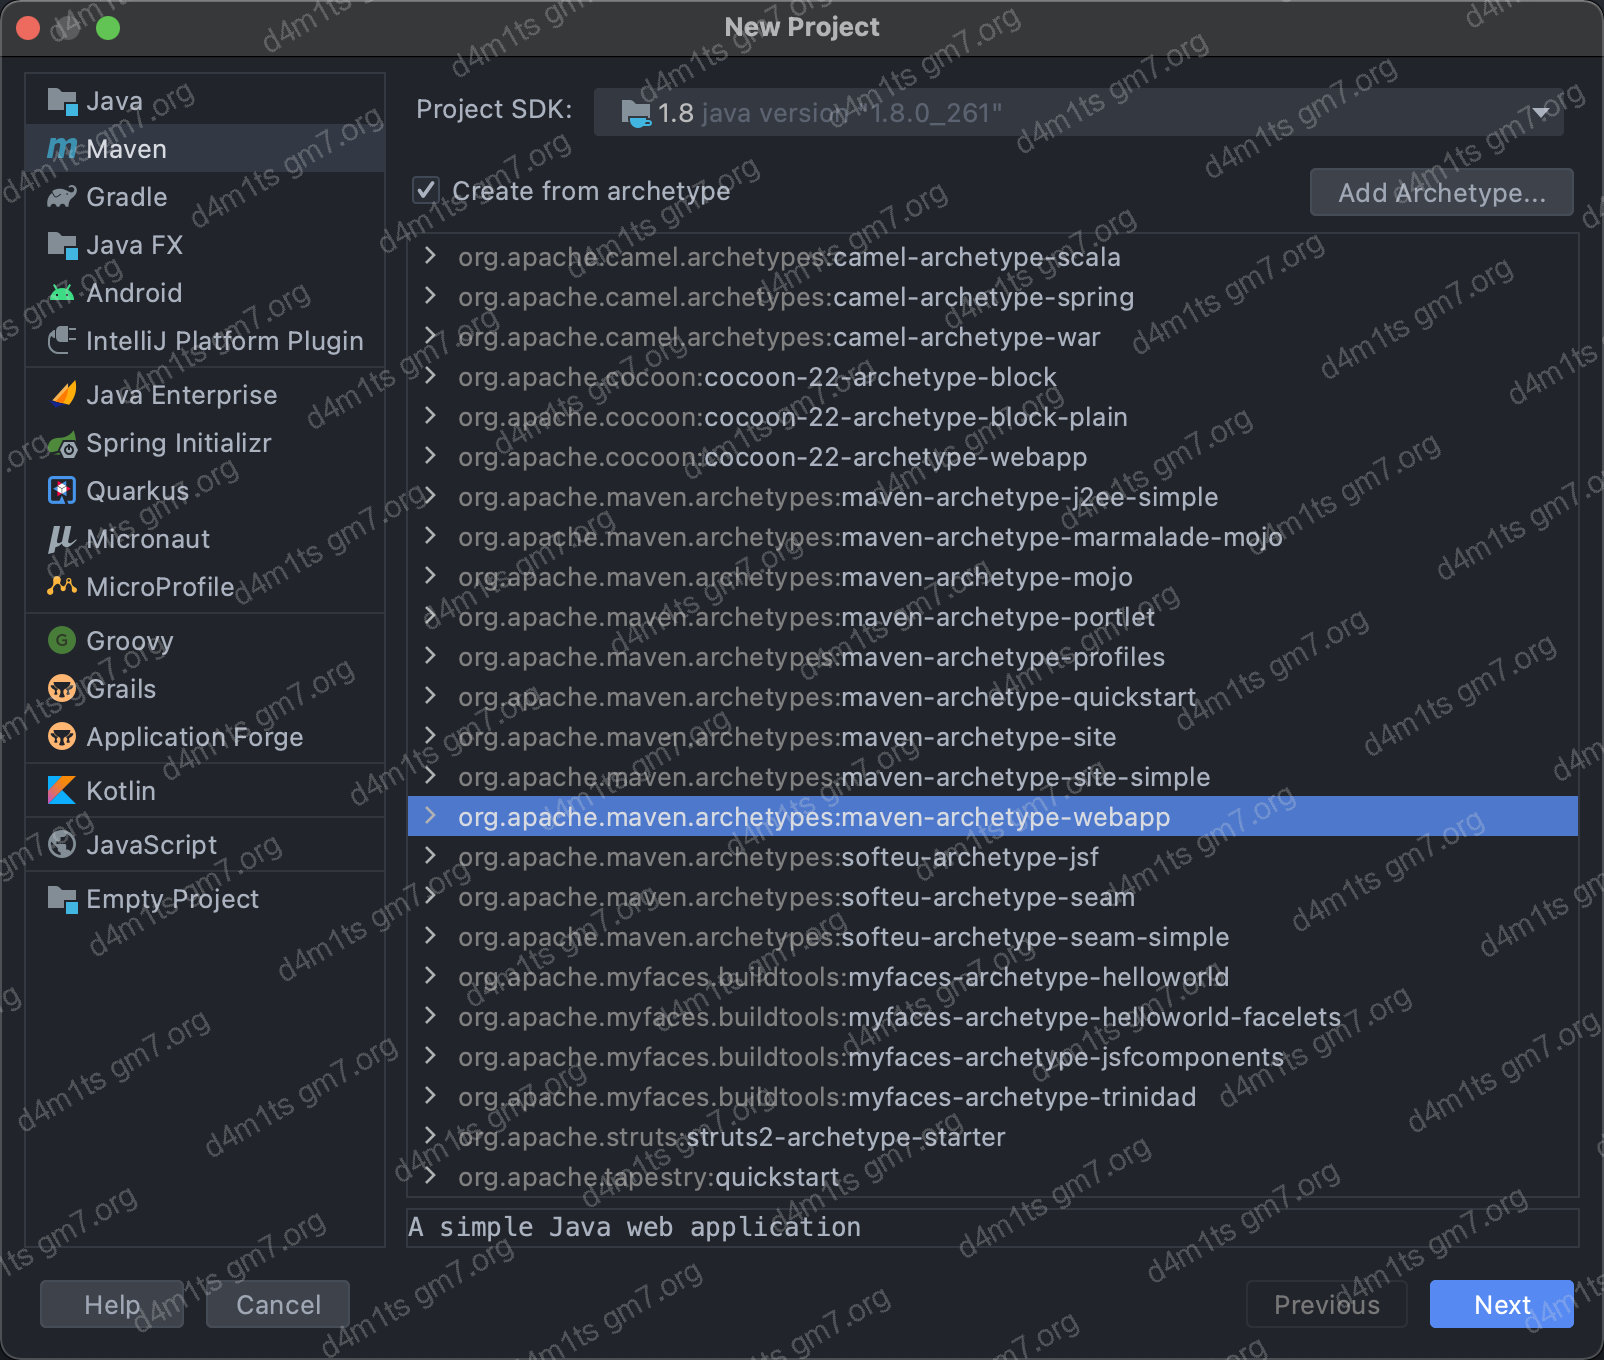 New Project
Java
Maven
Gradle
Java FX
Android
IntelliJ Platform Plugin
Java Enterprise
Spring Initializr
Quarkus
Micronaut
MicroProfile
Groovy
Grails
Application Forge
Kotlin
JavaScript
Empty Project
Project SDK: 1.8 java version "1.8.0_261"
Create from archetype
Add Archetype...
org.apache.camel.archetypes:camel-archetype-scala
org.apache.camel.archetypes:camel-archetype-spring
org.apache.camel.archetypes:camel-archetype-war
org.apache.cocoon:cocoon-22-archetype-block
org.apache.cocoon:cocoon-22-archetype-block-plain
org.apache.cocoon:cocoon-22-archetype-webapp
org.apache.maven.archetypes:maven-archetype-j2ee-simple
org.apache.maven.archetypes:maven-archetype-marmalade-mojo
org.apache.maven.archetypes:maven-archetype-mojo
org.apache.maven.archetypes:maven-archetype-portlet
org.apache.maven.archetypes:maven-archetype-profiles
org.apache.maven.archetypes:maven-archetype-quickstart
org.apache.maven.archetypes:maven-archetype-site
org.apache.maven.archetypes:maven-archetype-site-simple
org.apache.maven.archetypes:maven-archetype-webapp
org.apache.maven.archetypes:softeu-archetype-jsf
org.apache.maven.archetypes:softeu-archetype-seam
org.apache.maven.archetypes:softeu-archetype-seam-simple
org.apache.myfaces.buildtools:myfaces-archetype-helloworld
org.apache.myfaces.buildtools:myfaces-archetype-helloworld-facelets
org.apache.myfaces.buildtools:myfaces-archetype-jsfcomponents
org.apache.myfaces.buildtools:myfaces-archetype-trinidad
org.apache.struts:struts2-archetype-starter
org.apache.tapestry:quickstart
A simple Java web application
Help
Cancel
Previous
Next
d4m1ts gm7.org